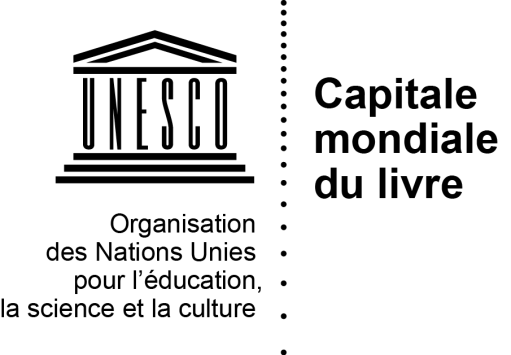 UNESCO
Organisation
des Nations Unies
pour l’éducation,
la science et la culture
Capitale
mondiale
du livre